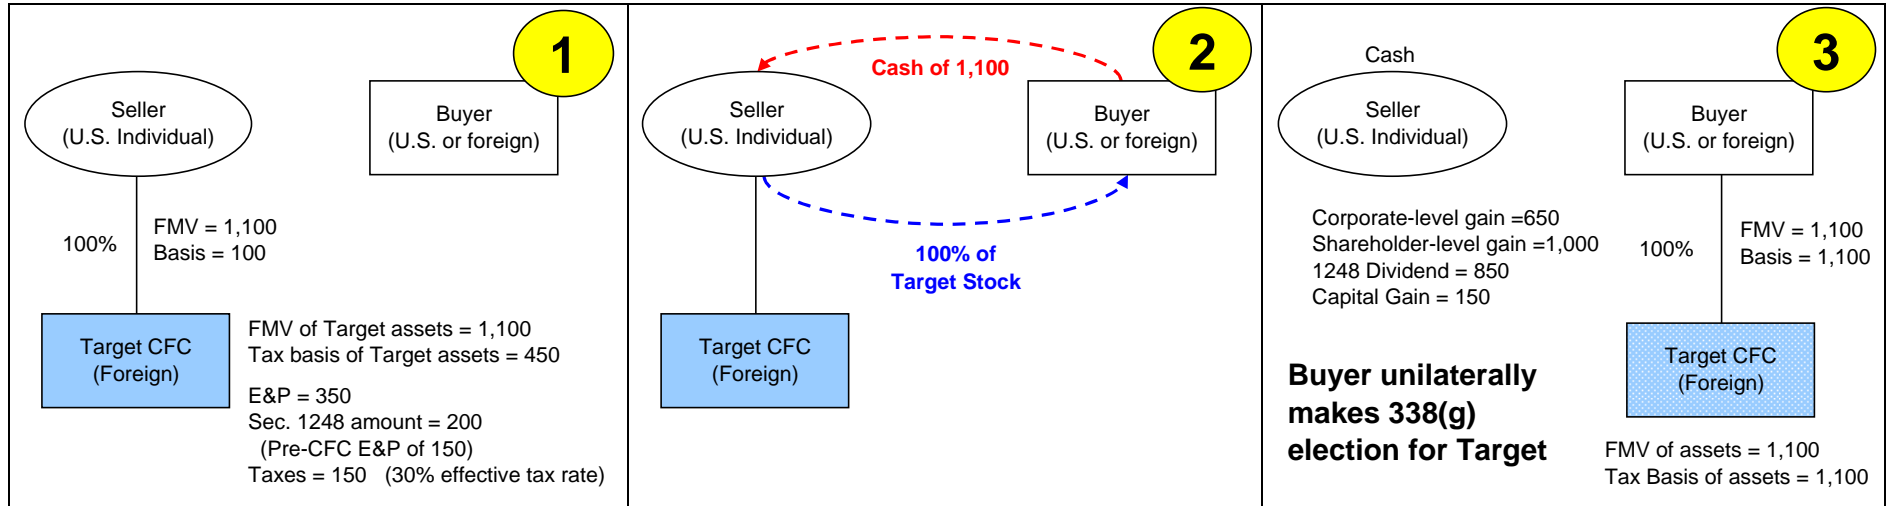 1
Seller
(U.S. Individual)
Buyer
(U.S. or foreign)
100%
FMV = 1,100
Basis = 100
Target CFC
(Foreign)
FMV of Target assets = 1,100
Tax basis of Target assets = 450
E&P = 350
Sec. 1248 amount = 200
(Pre-CFC E&P of 150)
Taxes = 150 (30% effective tax rate)
2
Cash of 1,100
Seller
(U.S. Individual)
Buyer
(U.S. or foreign)
100% of
Target Stock
Target CFC
(Foreign)
3
Cash
Seller
(U.S. Individual)
Buyer
(U.S. or foreign)
Corporate-level gain =650
Shareholder-level gain =1,000
1248 Dividend = 850
Capital Gain = 150
100%
FMV = 1,100
Basis = 1,100
Buyer unilaterally
makes 338(g)
election for Target
Target CFC
(Foreign)
FMV of assets = 1,100
Tax Basis of assets = 1,100